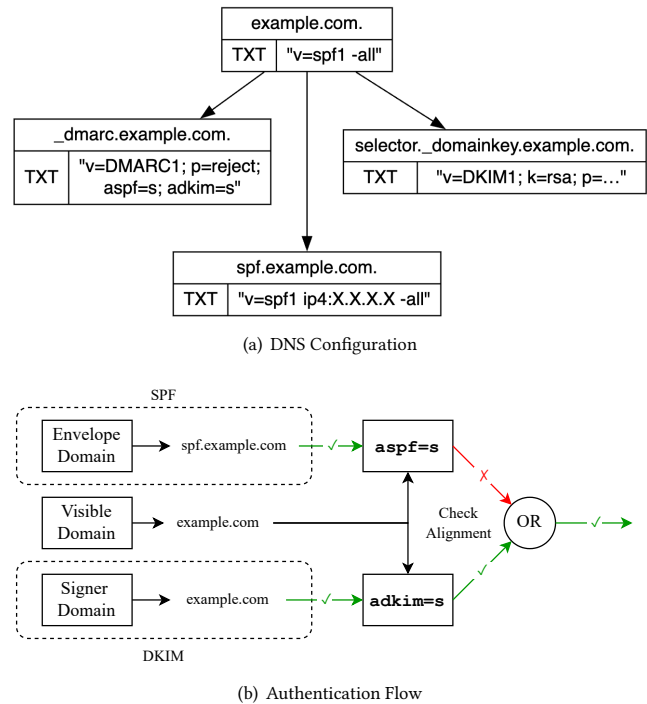 example.com.
TXT "v=spf1 -all"
_dmarc.example.com.
TXT "v=DMARC1; p=reject;
aspf=s; adkim=s"
selector._domainkey.example.com.
TXT "v=DKIM1; k=rsa; p=…"
spf.example.com.
TXT "v=spf1 ip4:X.X.X.X -all"
(a) DNS Configuration
SPF
Envelope
Domain
spf.example.com
✓
aspf=s
✗
Visible
Domain
example.com
Check
Alignment
OR
✓
Signer
Domain
example.com
✓
adkim=s
✓
DKIM
(b) Authentication Flow